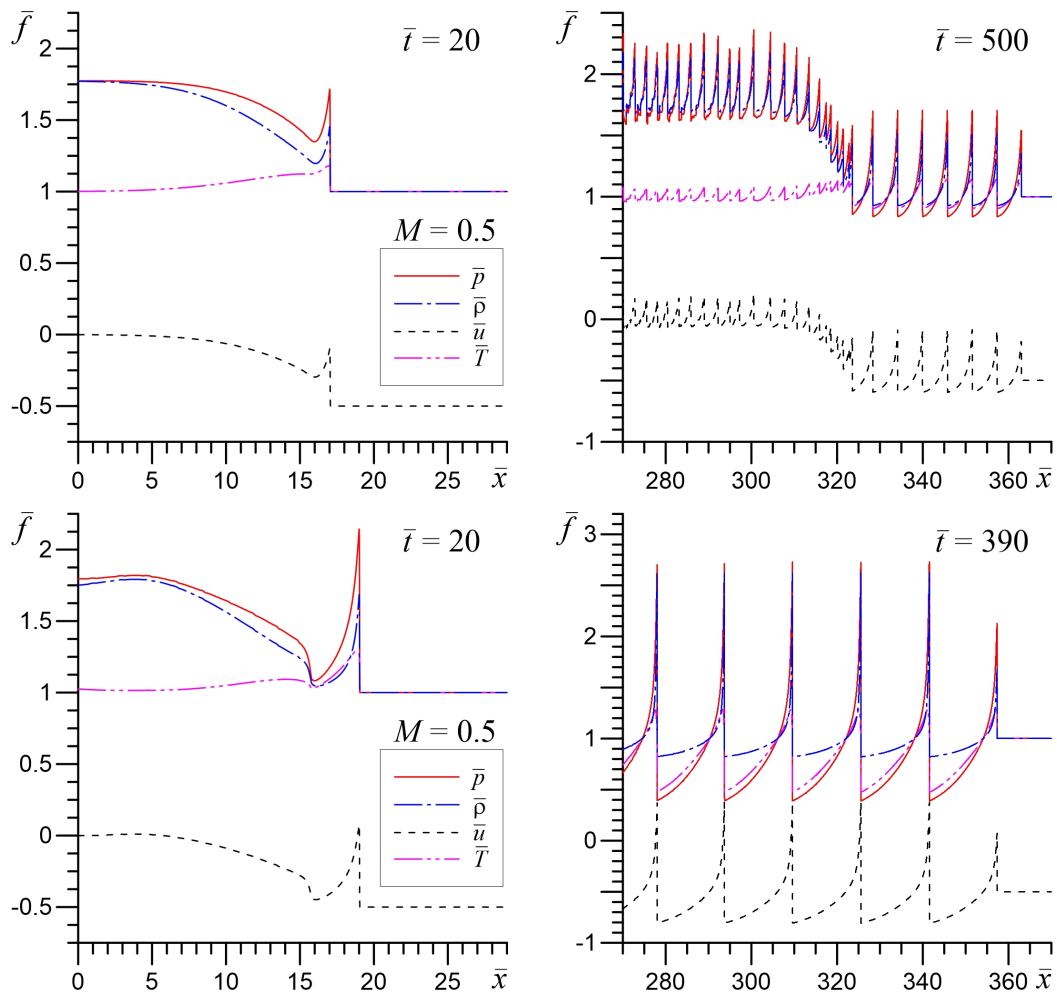 f̅
t̅ = 20
2
1.5
1
0.5
0
-0.5
M = 0.5
p̅
ρ̅
u̅
T̅
0 5 10 15 20 25 x̅
f̅
t̅ = 500
2
1
0
-1
280 300 320 340 360 x̅
f̅
t̅ = 20
2
1.5
1
0.5
0
-0.5
M = 0.5
p̅
ρ̅
u̅
T̅
0 5 10 15 20 25 x̅
f̅
t̅ = 390
3
2
1
0
-1
280 300 320 340 360 x̅